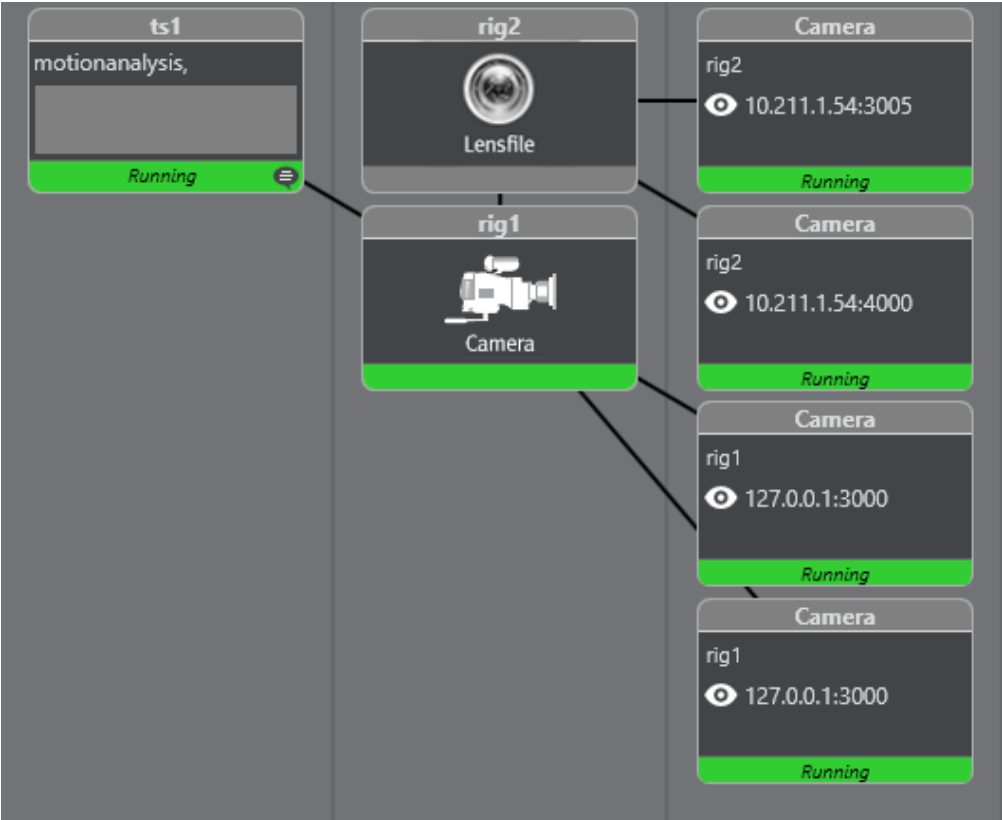 ts1
motionanalysis,
Running
rig2
Lensfile
rig1
Camera
Camera
rig2
10.211.1.54:3005
Running
Camera
rig2
10.211.1.54:4000
Running
Camera
rig1
127.0.0.1:3000
Running
Camera
rig1
127.0.0.1:3000
Running